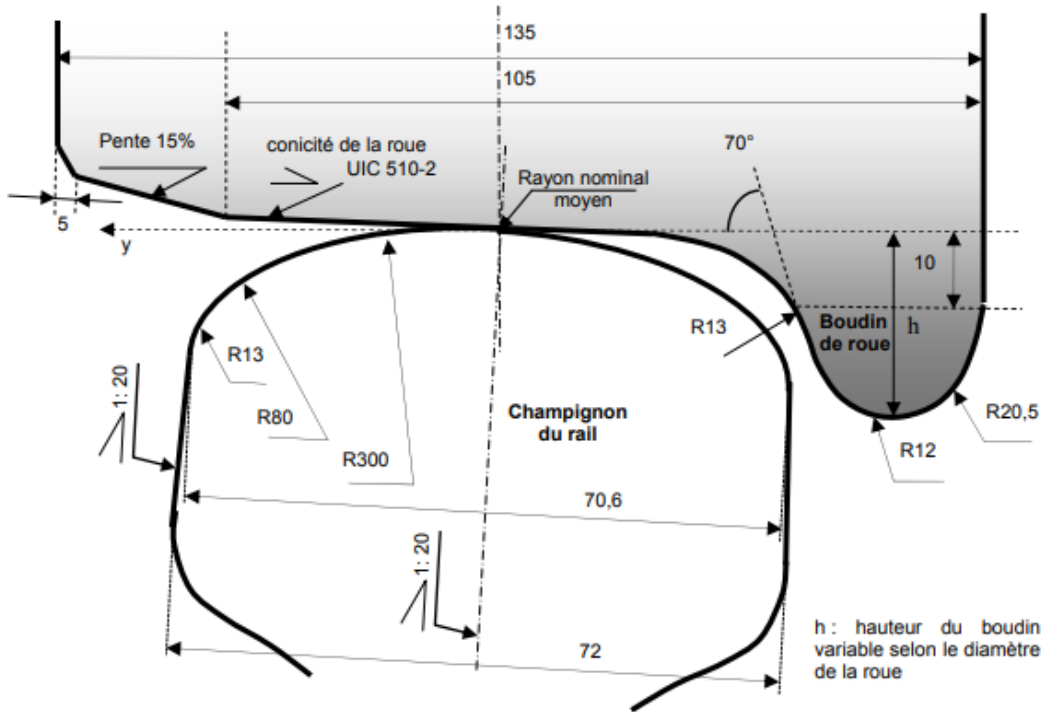 135
105
Pente 15%
conicité de la roue
UIC 510-2
70°
Rayon nominal
moyen
5
y
10
R13
Boudin
de roue
h
R13
1: 20
R80
Champignon
du rail
R20,5
R12
R300
70,6
1: 20
72
h : hauteur du boudin
variable selon le diamètre
de la roue